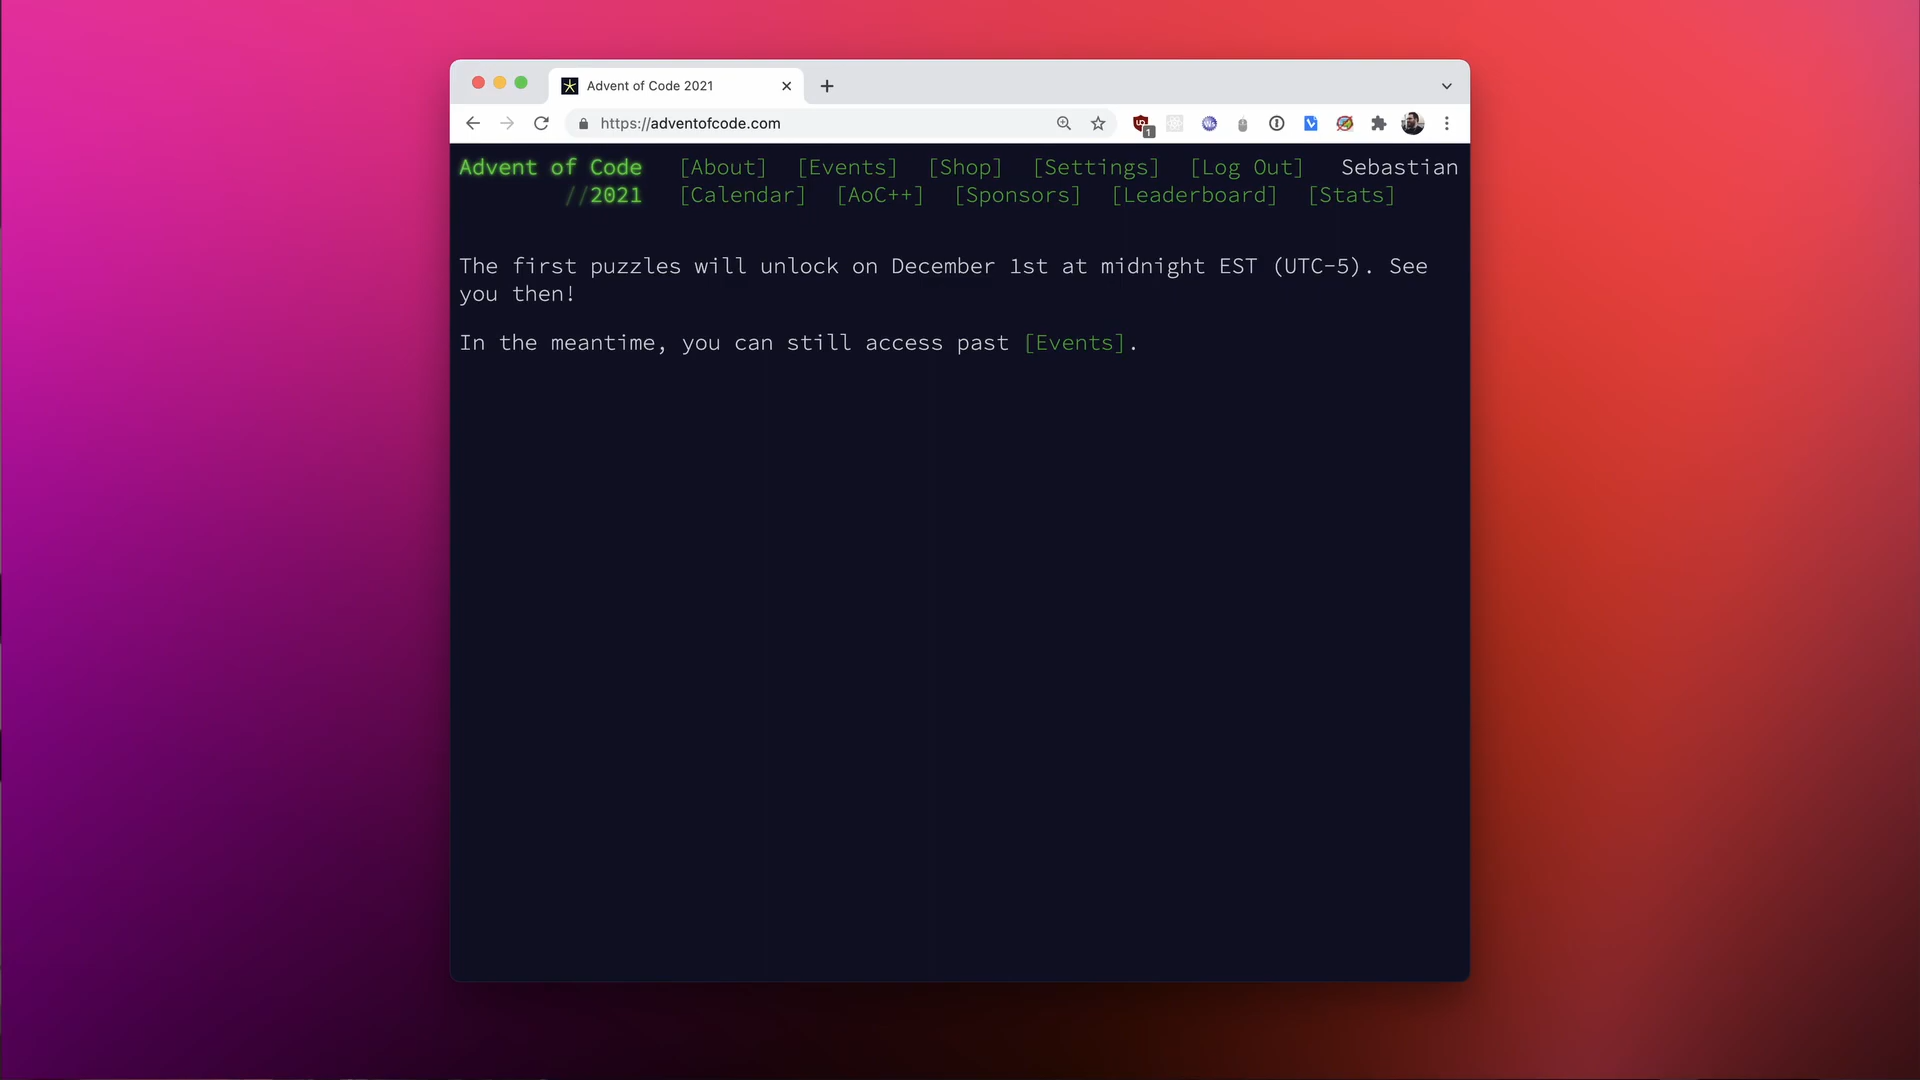 Advent of Code 2021
https://adventofcode.com
1
Advent of Code [About] [Events] [Shop] [Settings] [Log Out] Sebastian
//2021 [Calendar] [AoC++] [Sponsors] [Leaderboard] [Stats]
The first puzzles will unlock on December 1st at midnight EST (UTC-5). See
you then!
In the meantime, you can still access past [Events].